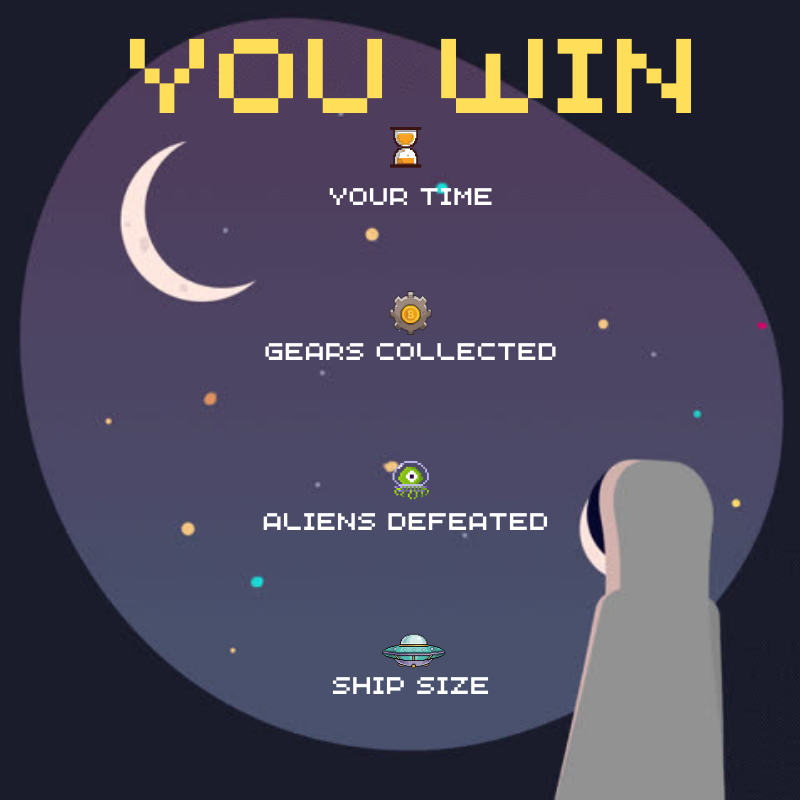 YOU WIN
YOUR TIME
GEARS COLLECTED
ALIENS DEFEATED
SHIP SIZE